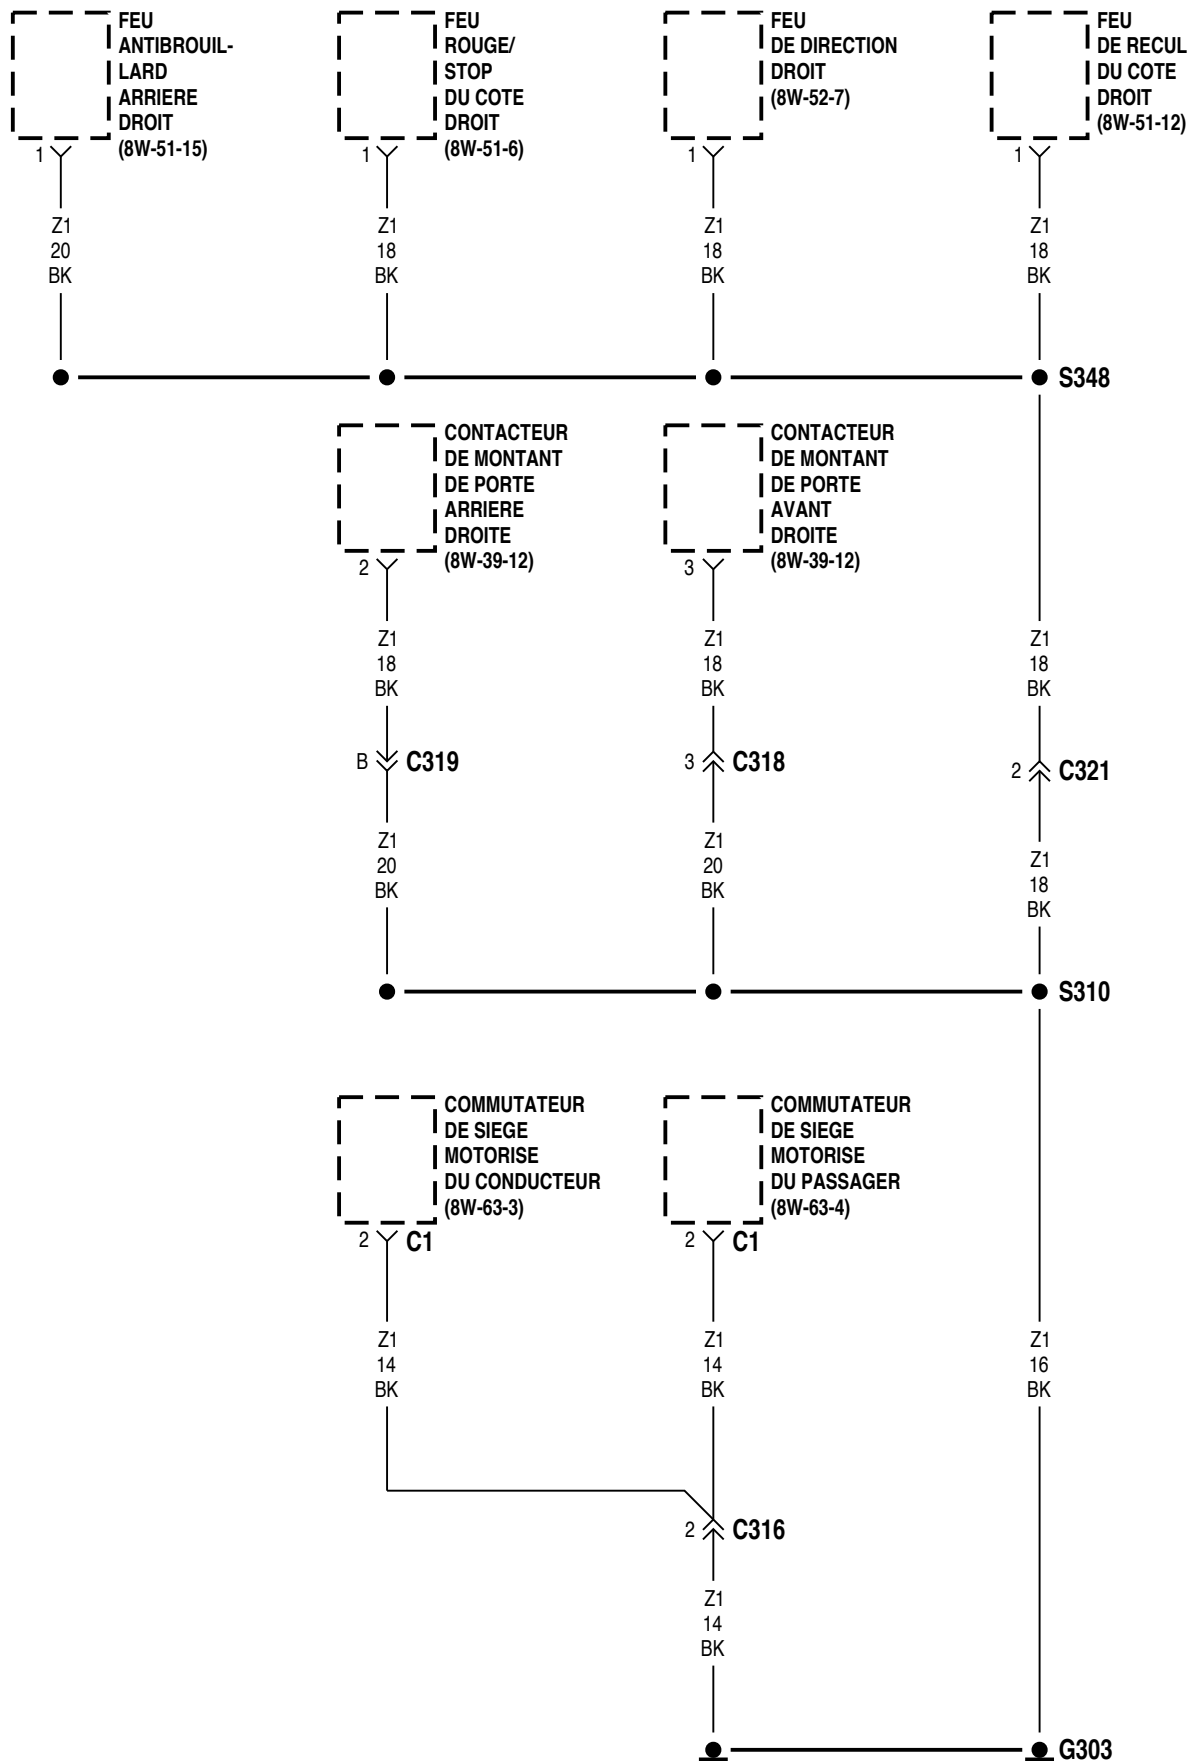 FEU
ANTIBROUIL-
LARD
ARRIERE
DROIT
(8W-51-15)
FEU
ROUGE/
STOP
DU COTE
DROIT
(8W-51-6)
FEU
DE DIRECTION
DROIT
(8W-52-7)
FEU
DE RECUL
DU COTE
DROIT
(8W-51-12)
1
1
1
1
Z1
20
BK
Z1
18
BK
Z1
18
BK
Z1
18
BK
S348
CONTACTEUR
DE MONTANT
DE PORTE
ARRIERE
DROITE
(8W-39-12)
CONTACTEUR
DE MONTANT
DE PORTE
AVANT
DROITE
(8W-39-12)
2
3
Z1
18
BK
Z1
18
BK
Z1
18
BK
B
C319
3
C318
2
C321
Z1
20
BK
Z1
20
BK
Z1
18
BK
S310
COMMUTATEUR
DE SIEGE
MOTORISE
DU CONDUCTEUR
(8W-63-3)
COMMUTATEUR
DE SIEGE
MOTORISE
DU PASSAGER
(8W-63-4)
2
C1
2
C1
Z1
14
BK
Z1
14
BK
Z1
16
BK
2
C316
Z1
14
BK
G303